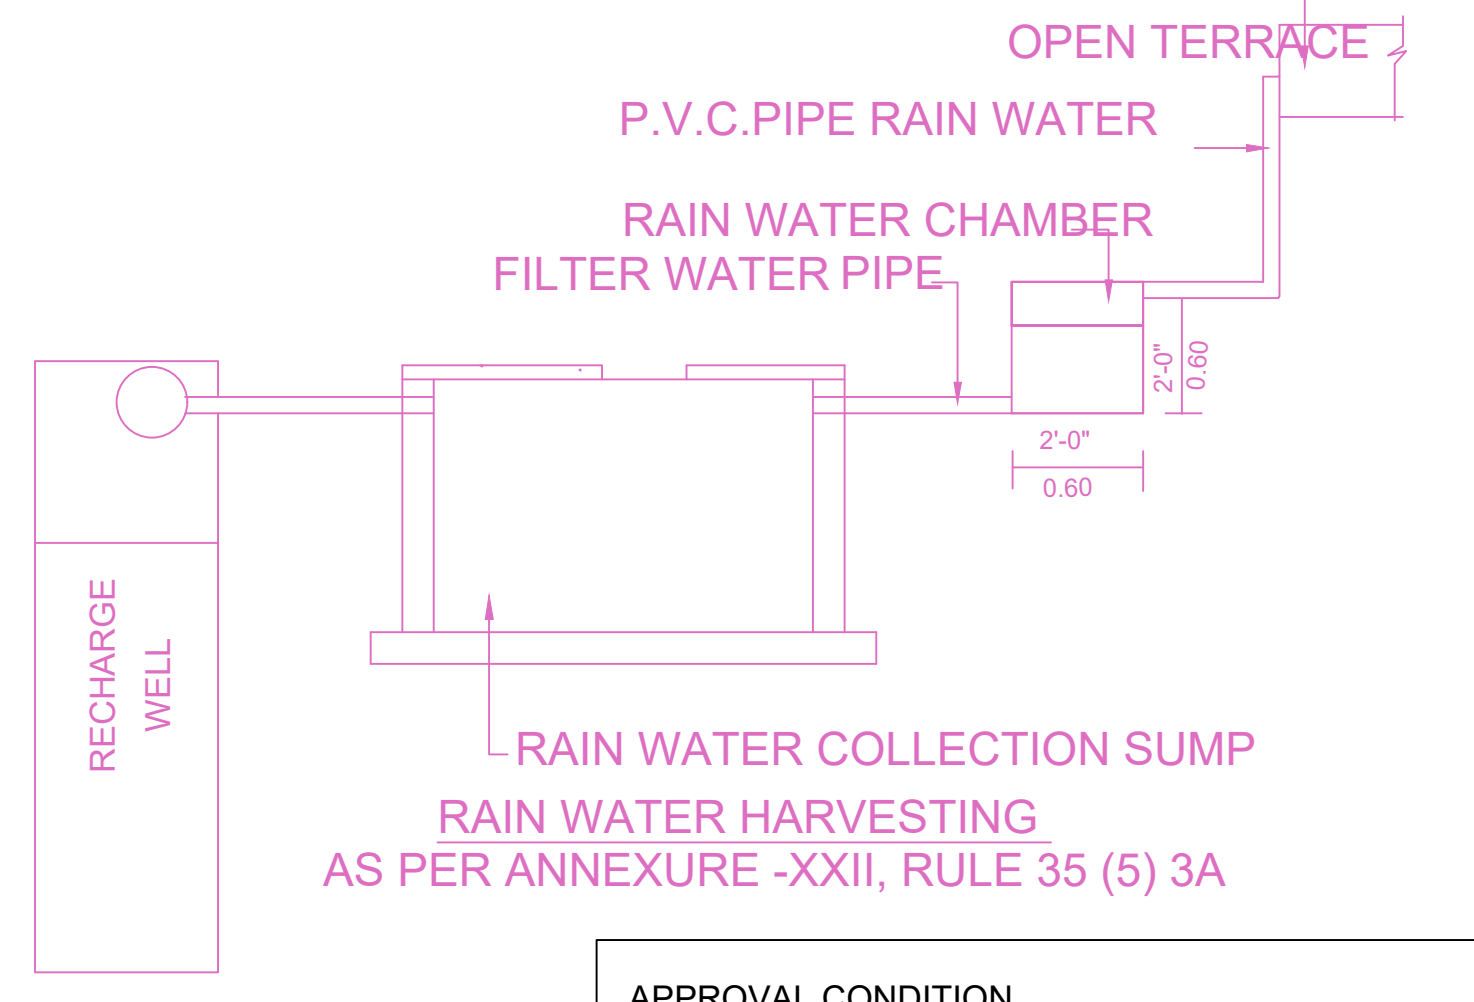 OPEN TERRACE
P.V.C.PIPE RAIN WATER
RAIN WATER CHAMBER
FILTER WATER PIPE
2'-0"
0.60
2'-0"
0.60
RECHARGE
WELL
RAIN WATER COLLECTION SUMP
RAIN WATER HARVESTING
AS PER ANNEXURE -XXII, RULE 35 (5) 3A
APPROVAL CONDITION